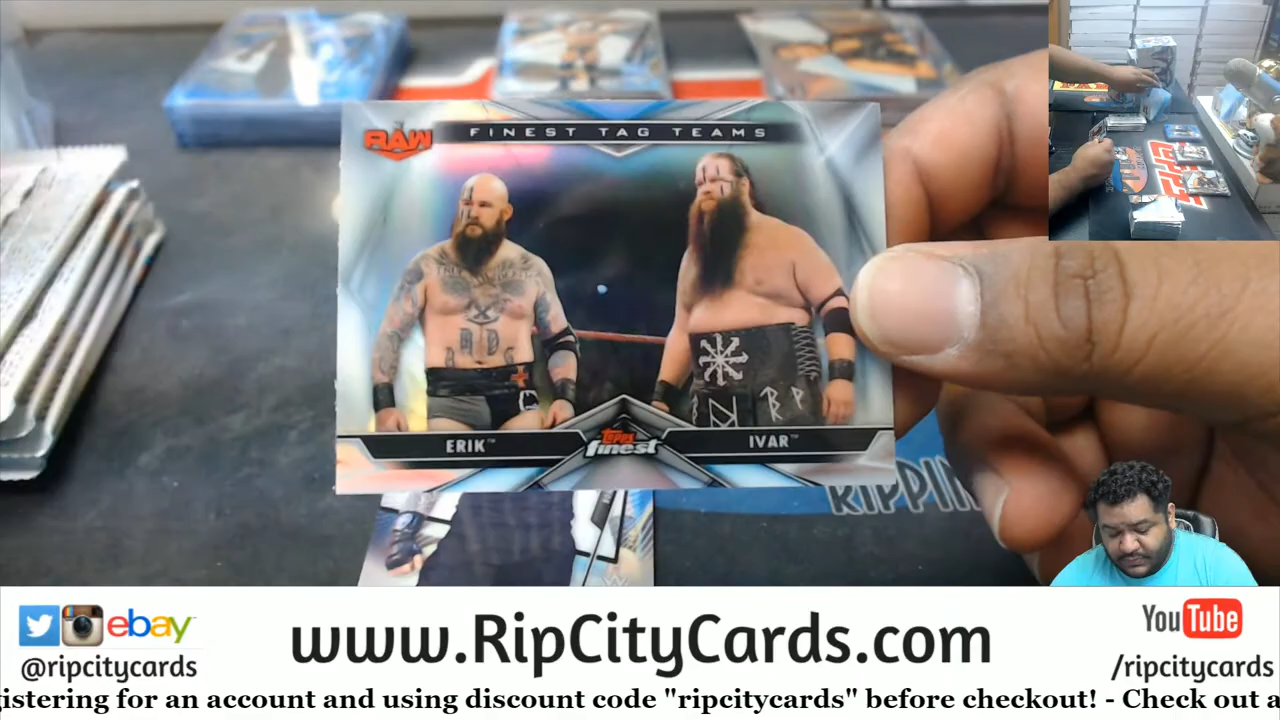 RAW
FINEST TAG TEAMS
ERIK™
Topps finest
IVAR™
RIPPIN
ebay
@ripcitycards
www.RipCityCards.com
YouTube
/ripcitycards
gistering for an account and using discount code "ripcitycards" before checkout! - Check out a